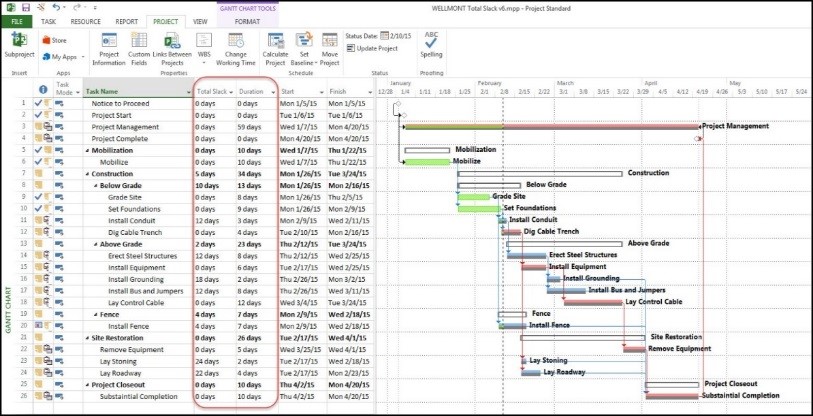 GANTT CHART TOOLS
WELLMONT Total Slack v6.mpp - Project Standard
FILE TASK RESOURCE REPORT PROJECT VIEW FORMAT
Subproject
Store
My Apps
Project Information
Custom Fields
Links Between Projects
WBS
Change Working Time
Calculate Project
Set Baseline
Move Project
Status Date: 2/10/15
Update Project
ABC
Spelling
Insert Apps Properties Schedule Status Proofing
Task Mode Task Name Total Slack Duration Start Finish
January February March April May
12/28 1/4 1/11 1/18 1/25 2/1 2/8 2/15 2/22 3/1 3/8 3/15 3/22 3/29 4/5 4/12 4/19 4/26 5/3 5/10 5/17 5/24
1 Notice to Proceed 0 days 0 days Mon 1/5/15 Mon 1/5/15
2 Project Start 0 days 0 days Tue 1/6/15 Tue 1/6/15
3 Project Management 0 days 59 days Wed 1/7/15 Mon 4/20/15 Project Management
4 Project Complete 0 days 0 days Mon 4/20/15 Mon 4/20/15
5 Mobilization 0 days 10 days Wed 1/7/15 Thu 1/22/15 Mobilization
6 Mobilize 0 days 10 days Wed 1/7/15 Thu 1/22/15 Mobilize
7 Construction 5 days 34 days Mon 1/26/15 Tue 3/24/15 Construction
8 Below Grade 10 days 13 days Mon 1/26/15 Mon 2/16/15 Below Grade
9 Grade Site 0 days 8 days Mon 1/26/15 Thu 2/5/15 Grade Site
10 Set Foundations 0 days 9 days Mon 1/26/15 Mon 2/9/15 Set Foundations
11 Install Conduit 12 days 3 days Mon 2/9/15 Wed 2/11/15 Install Conduit
12 Dig Cable Trench 0 days 4 days Tue 2/10/15 Mon 2/16/15 Dig Cable Trench
13 Above Grade 2 days 23 days Thu 2/12/15 Tue 3/24/15 Above Grade
14 Erect Steel Structures 12 days 8 days Thu 2/12/15 Wed 2/25/15 Erect Steel Structures
15 Install Equipment 0 days 6 days Tue 2/17/15 Wed 2/25/15 Install Equipment
16 Install Grounding 18 days 2 days Thu 2/26/15 Mon 3/2/15 Install Grounding
17 Install Bus and Jumpers 12 days 8 days Thu 2/26/15 Wed 3/11/15 Install Bus and Jumpers
18 Lay Control Cable 0 days 12 days Wed 3/4/15 Tue 3/24/15 Lay Control Cable
19 Fence 4 days 7 days Mon 2/9/15 Wed 2/18/15 Fence
20 Install Fence 4 days 7 days Mon 2/9/15 Wed 2/18/15 Install Fence
21 Site Restoration 0 days 26 days Tue 2/17/15 Wed 4/1/15 Site Restoration
22 Remove Equipment 0 days 5 days Wed 3/25/15 Wed 4/1/15 Remove Equipment
23 Lay Stoning 24 days 2 days Tue 2/17/15 Wed 2/18/15 Lay Stoning
24 Lay Roadway 22 days 4 days Tue 2/17/15 Mon 2/23/15 Lay Roadway
25 Project Closeout 0 days 10 days Thu 4/2/15 Mon 4/20/15 Project Closeout
26 Substaintial Completion 0 days 10 days Thu 4/2/15 Mon 4/20/15 Substaintial Completion
GANTT CHART